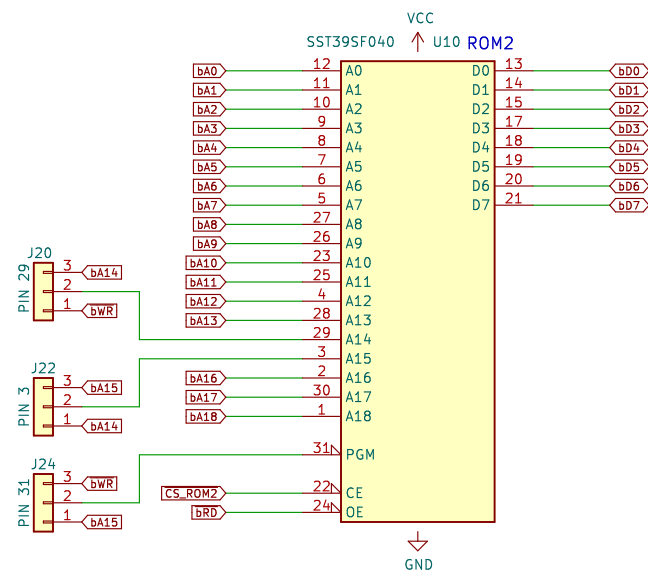 VCC
SST39SF040 U10 ROM2
bA0 12 A0 D0 13 bD0
bA1 11 A1 D1 14 bD1
bA2 10 A2 D2 15 bD2
bA3 9 A3 D3 17 bD3
bA4 8 A4 D4 18 bD4
bA5 7 A5 D5 19 bD5
bA6 6 A6 D6 20 bD6
bA7 5 A7 D7 21 bD7
bA8 27 A8
bA9 26 A9
bA10 23 A10
bA11 25 A11
bA12 4 A12
bA13 28 A13
29 A14
3 A15
bA16 2 A16
bA17 30 A17
bA18 1 A18
31 PGM
CS_ROM2 22 CE
bRD 24 OE
GND
J20
PIN 29
3 bA14
2
1 bWR
J22
PIN 3
3 bA15
2
1 bA14
J24
PIN 31
3 bWR
2
1 bA15